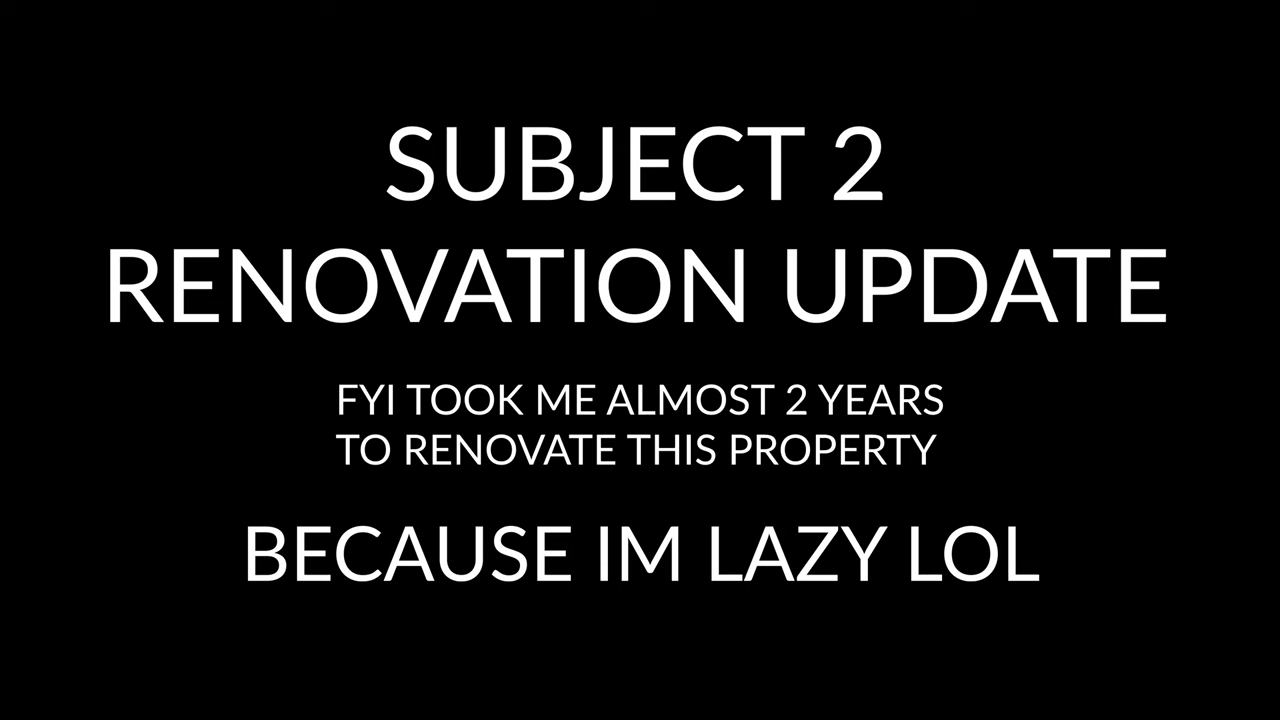 SUBJECT 2
RENOVATION UPDATE
FYI TOOK ME ALMOST 2 YEARS
TO RENOVATE THIS PROPERTY
BECAUSE IM LAZY LOL